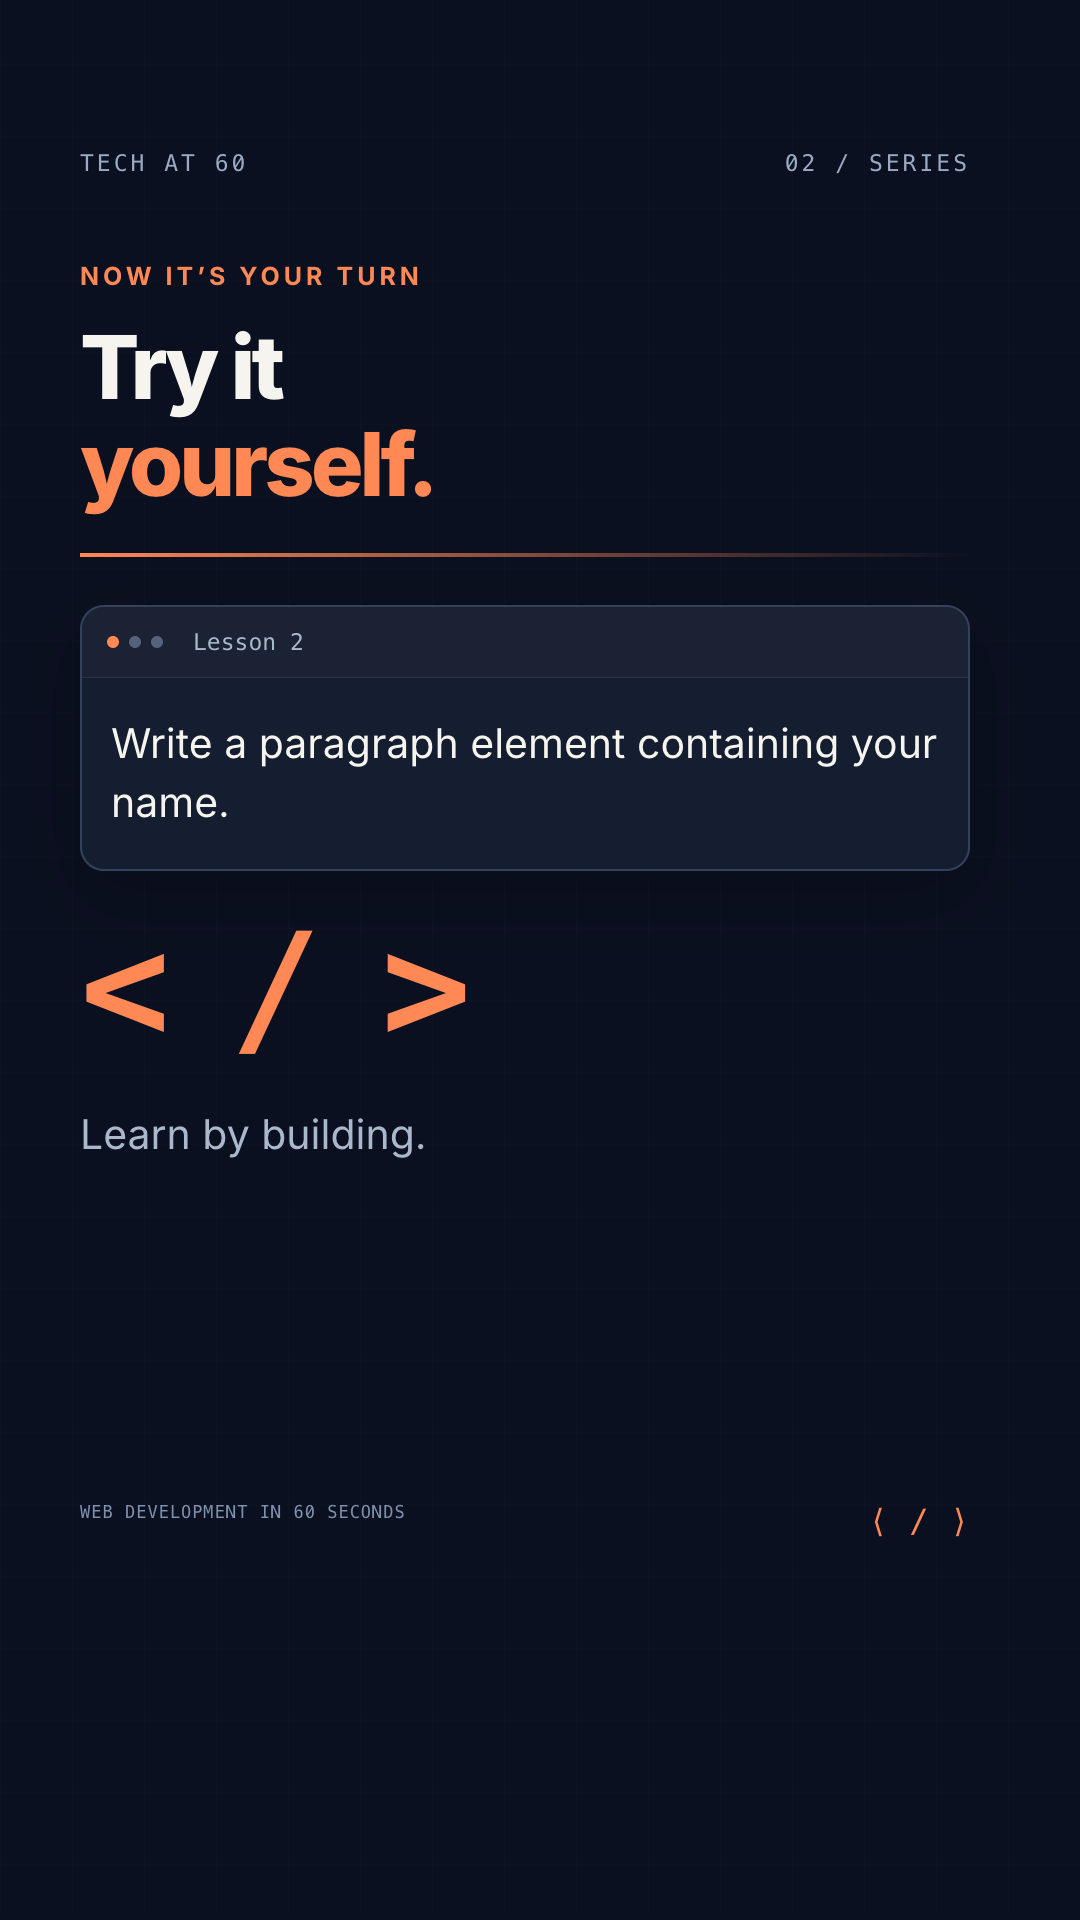 TECH AT 60
02 / SERIES
NOW IT’S YOUR TURN
Try it
yourself.
Lesson 2
Write a paragraph element containing your
name.
< / >
Learn by building.
WEB DEVELOPMENT IN 60 SECONDS
⟨ / ⟩